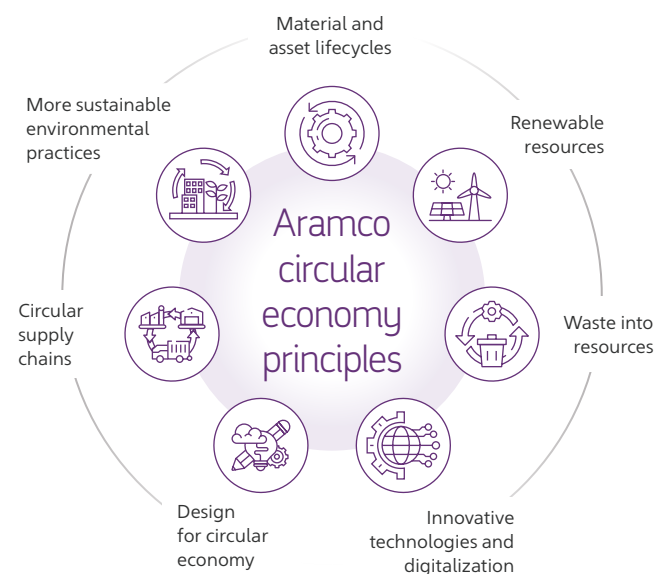 Material and
asset lifecycles
More sustainable
environmental
practices
Renewable
resources
Aramco
circular
economy
principles
Circular
supply
chains
Waste into
resources
Design
for circular
economy
Innovative
technologies and
digitalization